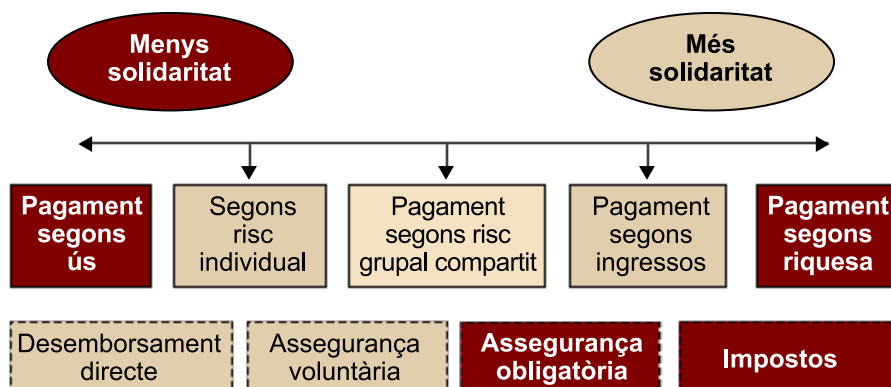 Menys
solidaritat
Més
solidaritat
Pagament
segons
ús
Segons
risc
individual
Pagament
segons risc
grupal compartit
Pagament
segons
ingressos
Pagament
segons
riquesa
Desemborsament
directe
Assegurança
voluntària
Assegurança
obligatòria
Impostos